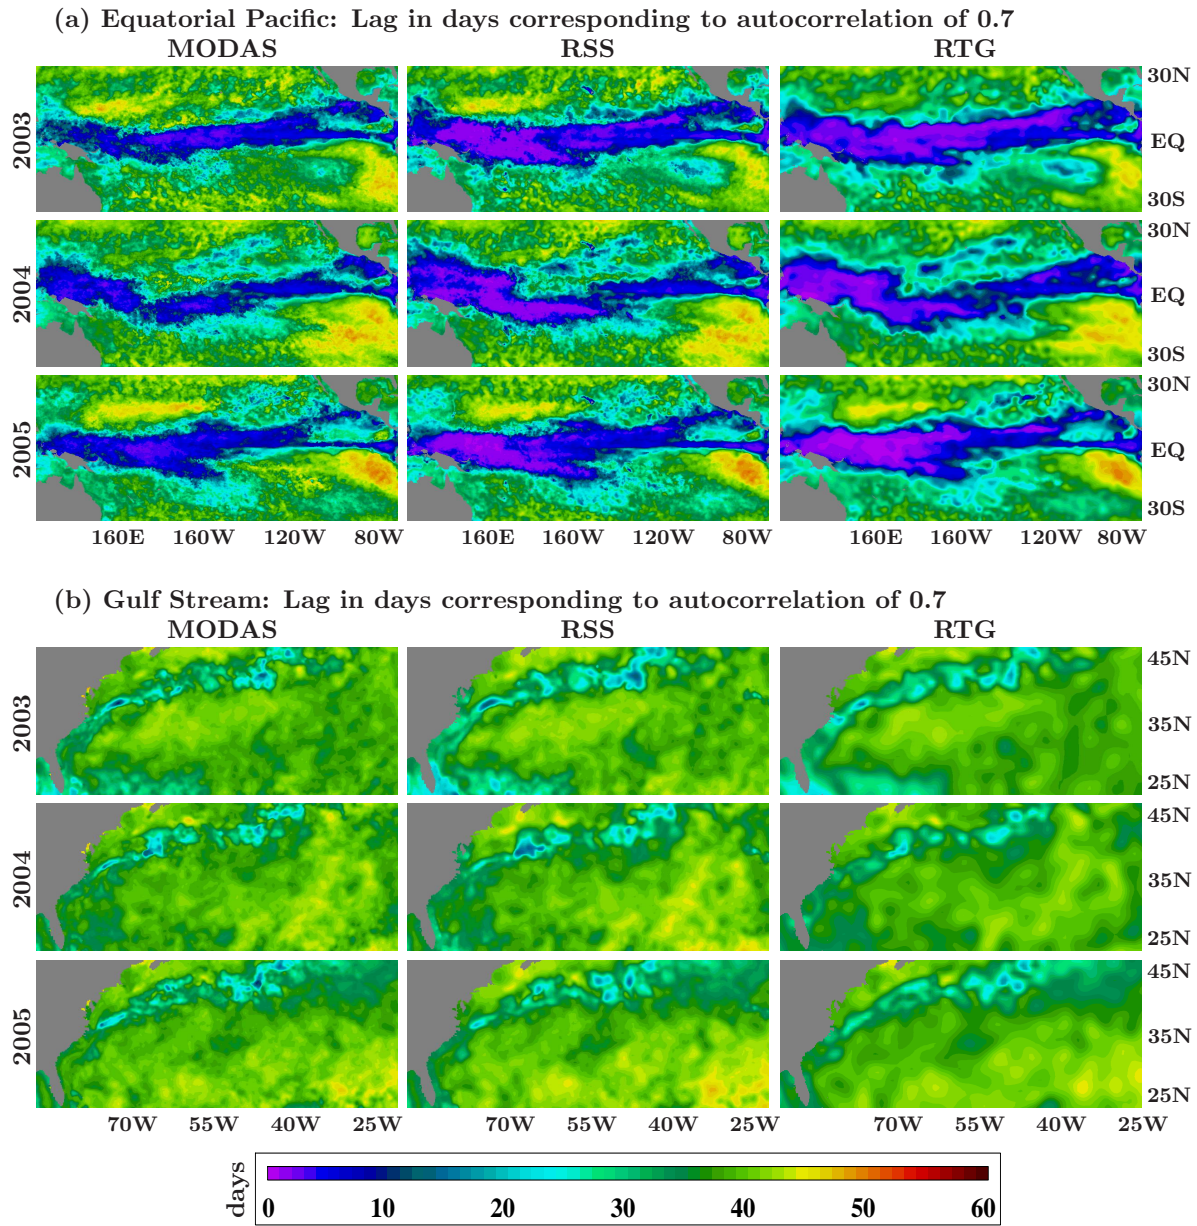 (a) Equatorial Pacific: Lag in days corresponding to autocorrelation of 0.7
MODAS RSS RTG
2003
30N
EQ
30S
2004
30N
EQ
30S
2005
30N
EQ
30S
160E 160W 120W 80W 160E 160W 120W 80W 160E 160W 120W 80W
(b) Gulf Stream: Lag in days corresponding to autocorrelation of 0.7
MODAS RSS RTG
2003
45N
35N
25N
2004
45N
35N
25N
2005
45N
35N
25N
70W 55W 40W 25W 70W 55W 40W 25W 70W 55W 40W 25W
days
0 10 20 30 40 50 60